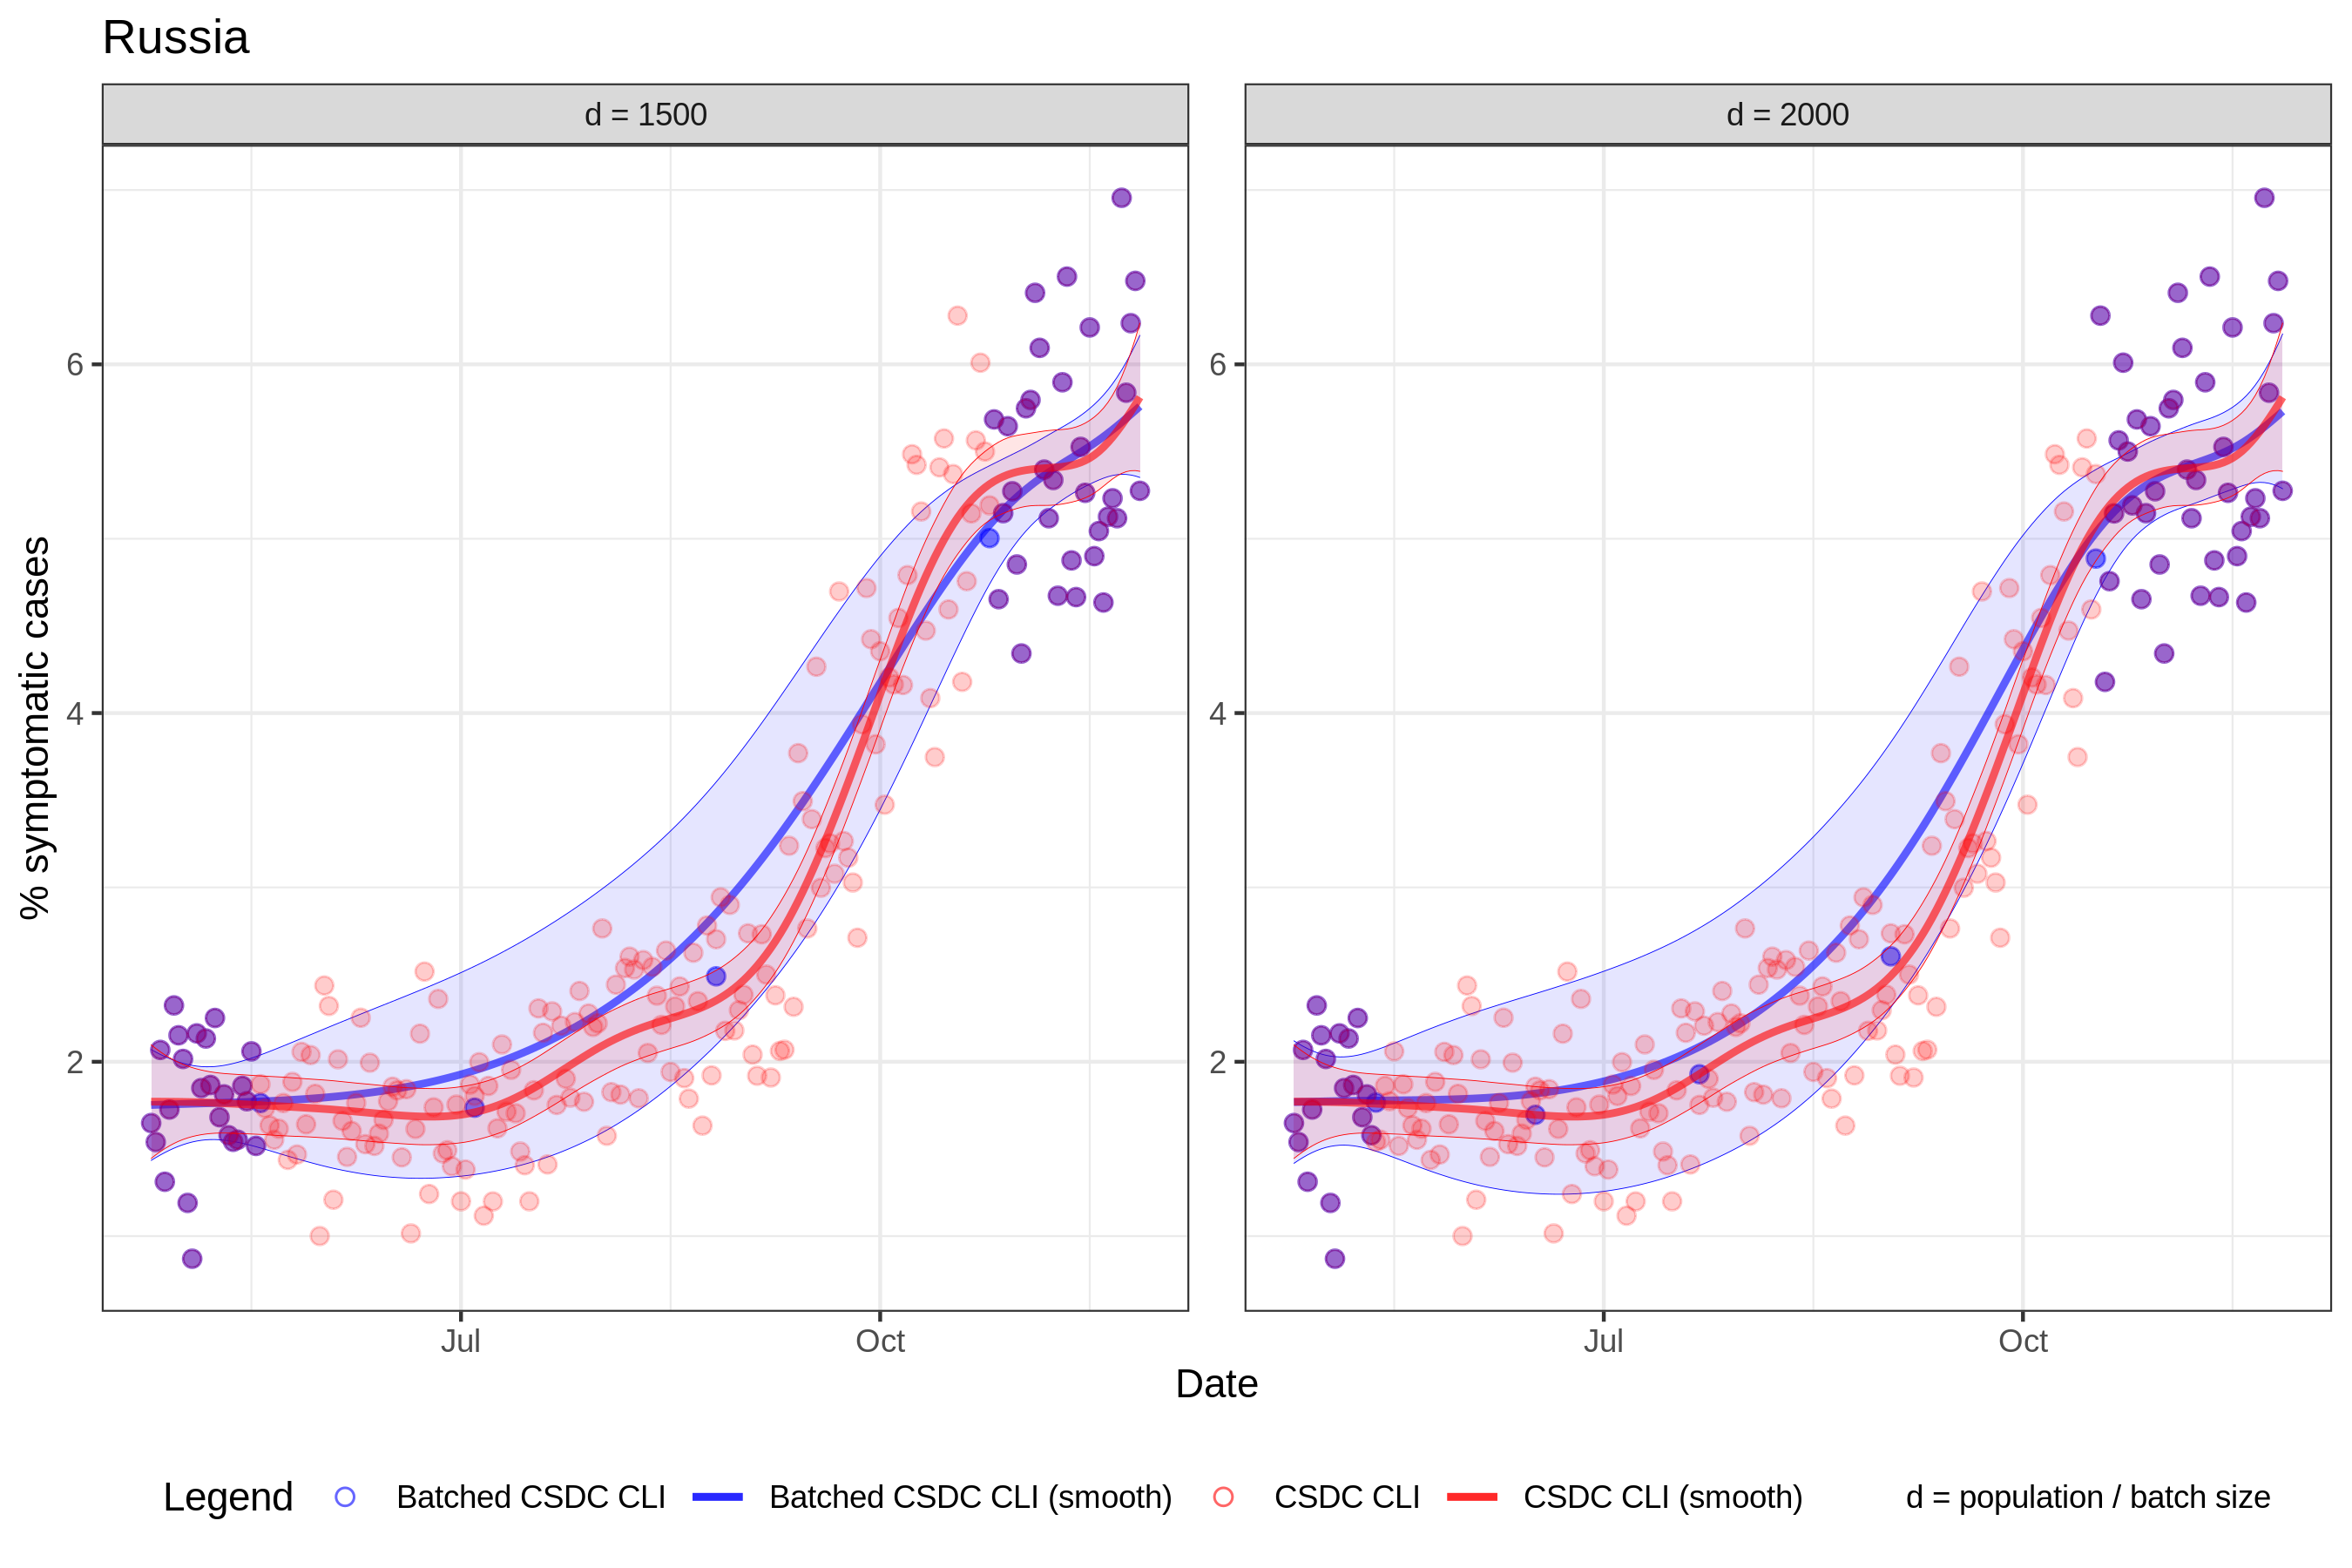 Russia
d = 1500
d = 2000
% symptomatic cases
6
4
2
6
4
2
Jul
Oct
Jul
Oct
Date
Legend Batched CSDC CLI Batched CSDC CLI (smooth) CSDC CLI CSDC CLI (smooth) d = population / batch size